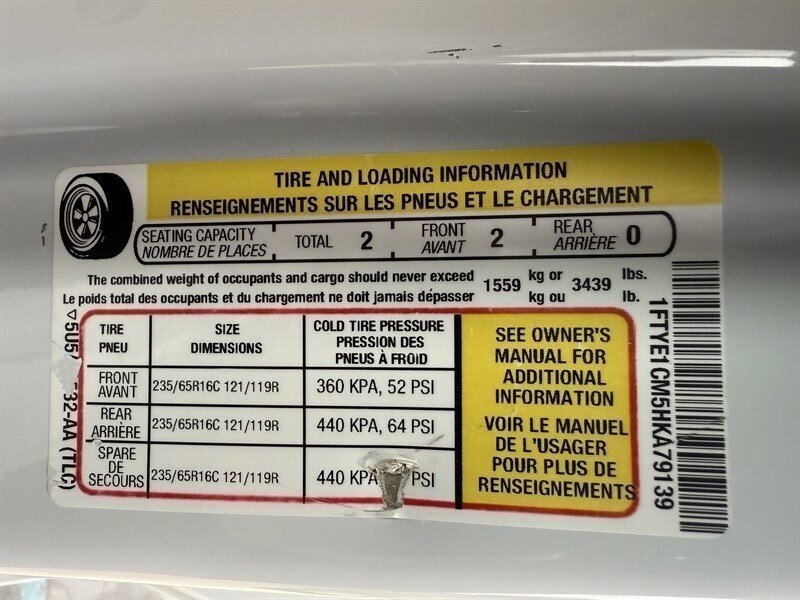 TIRE AND LOADING INFORMATION
RENSEIGNEMENTS SUR LES PNEUS ET LE CHARGEMENT
SEATING CAPACITY TOTAL 2 FRONT 2 REAR 0
NOMBRE DE PLACES AVANT ARRIÈRE
The combined weight of occupants and cargo should never exceed 1559 kg or 3439 lbs.
Le poids total des occupants et du chargement ne doit jamais dépasser kg ou lb.
TIRE SIZE COLD TIRE PRESSURE
PNEU DIMENSIONS PRESSION DES
PNEUS À FROID
FRONT
AVANT 235/65R16C 121/119R 360 KPA, 52 PSI
REAR
ARRIÈRE 235/65R16C 121/119R 440 KPA, 64 PSI
SPARE
DE
SECOURS 235/65R16C 121/119R 440 KPA PSI
SEE OWNER'S
MANUAL FOR
ADDITIONAL
INFORMATION
VOIR LE MANUEL
DE L'USAGER
POUR PLUS DE
RENSEIGNEMENTS
1FTYE1CM5HKA79139
(TLC)